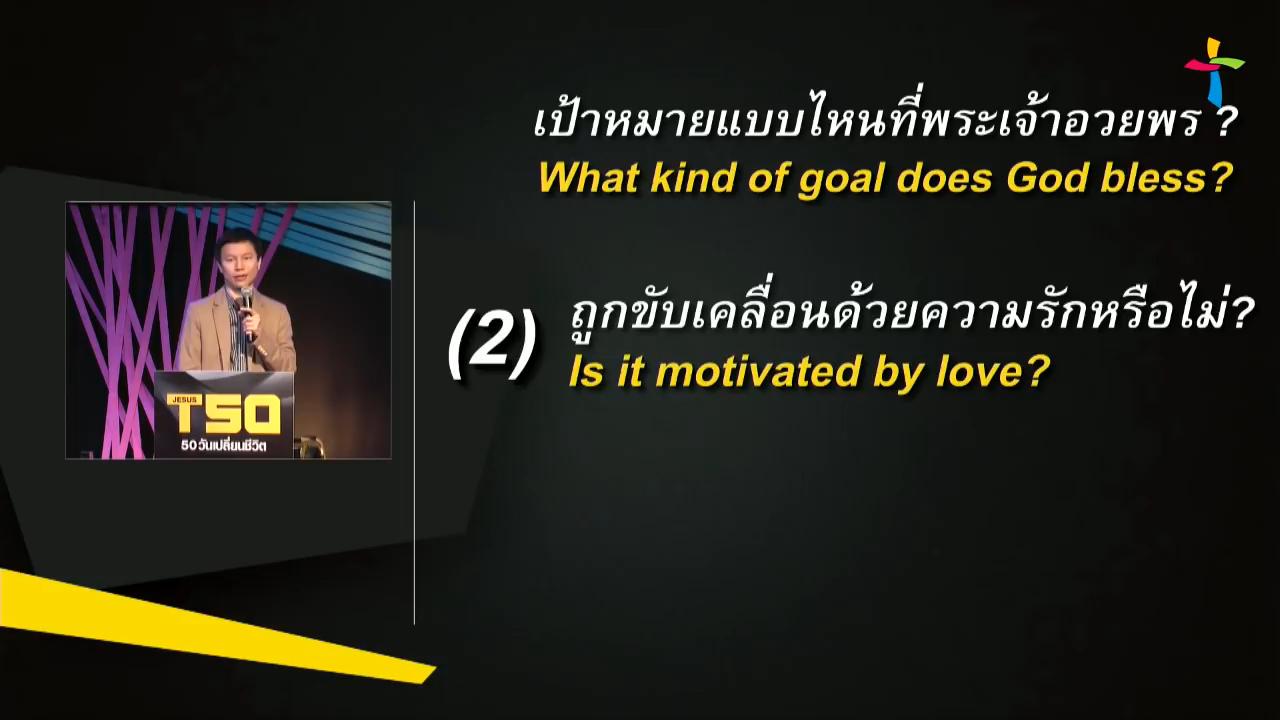 เป้าหมายแบบไหนที่พระเจ้าอวยพร ?
What kind of goal does God bless?
(2) ถูกขับเคลื่อนด้วยความรักหรือไม่?
Is it motivated by love?
JESUS
T50
50 วันเปลี่ยนชีวิต